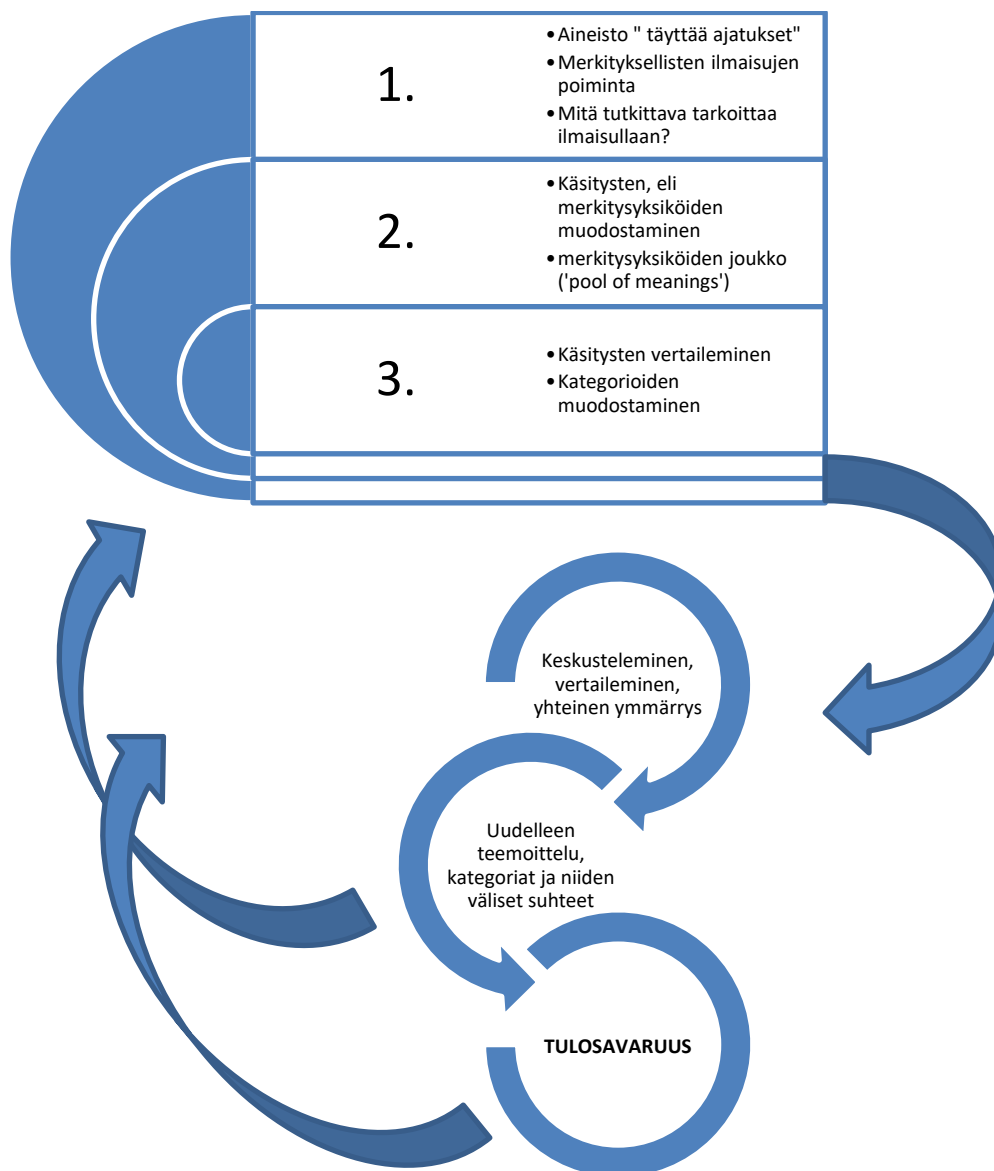 1.
•Aineisto " täyttää ajatukset"
•Merkityksellisten ilmaisujen
poiminta
•Mitä tutkittava tarkoittaa
ilmaisullaan?
2.
•Käsitysten, eli
merkitysyksiköiden
muodostaminen
•merkitysyksiköiden joukko
('pool of meanings')
3.
•Käsitysten vertaileminen
•Kategorioiden
muodostaminen
Keskusteleminen,
vertaileminen,
yhteinen ymmärrys
Uudelleen
teemoittelu,
kategoriat ja niiden
väliset suhteet
TULOSAVARUUS